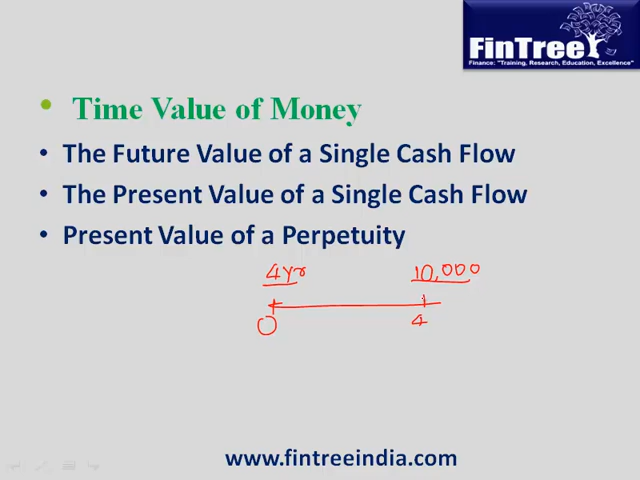 FinTree
Finance: "Training, Research, Education, Excellence"
Time Value of Money
The Future Value of a Single Cash Flow
The Present Value of a Single Cash Flow
Present Value of a Perpetuity
4yr 10,000
0 4
www.fintreeindia.com